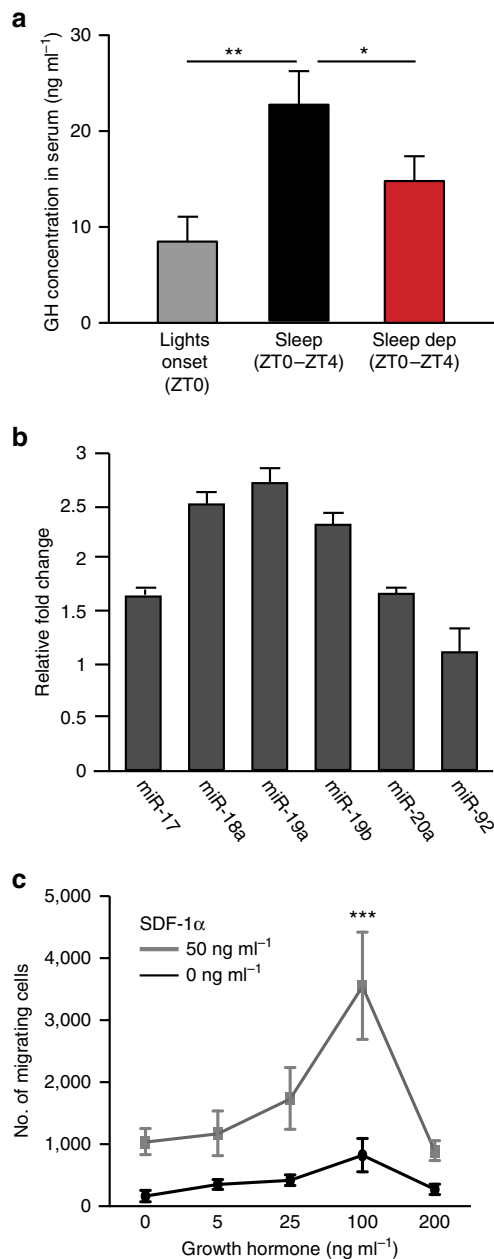 a
GH concentration in serum (ng ml⁻¹)
30
20
10
0
**
*
Lights
onset
(ZT0)
Sleep
(ZT0–ZT4)
Sleep dep
(ZT0–ZT4)
b
Relative fold change
3
2.5
2
1.5
1
0.5
0
miR-17
miR-18a
miR-19a
miR-19b
miR-20a
miR-92
c
No. of migrating cells
5,000
4,000
3,000
2,000
1,000
0
SDF-1α
50 ng ml⁻¹
0 ng ml⁻¹
***
0 5 25 100 200
Growth hormone (ng ml⁻¹)